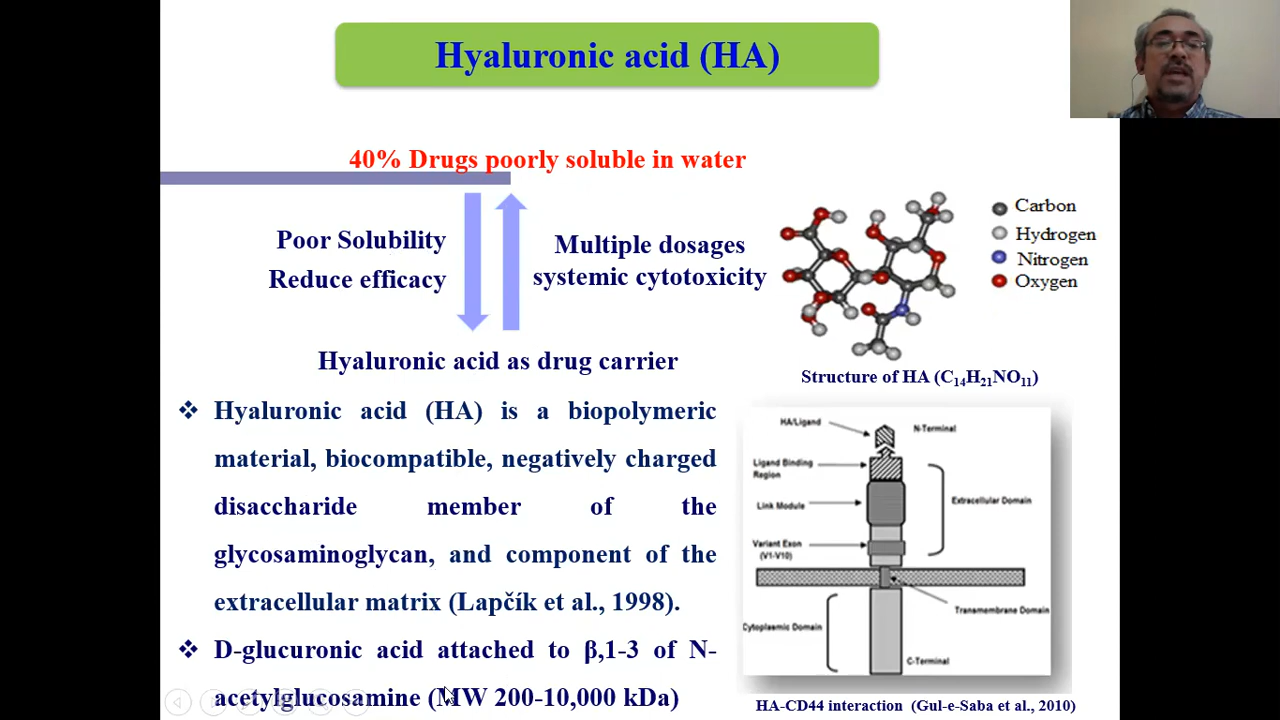 Hyaluronic acid (HA)
40% Drugs poorly soluble in water
Poor Solubility
Reduce efficacy
Multiple dosages
systemic cytotoxicity
Hyaluronic acid as drug carrier
❖ Hyaluronic acid (HA) is a biopolymeric
material, biocompatible, negatively charged
disaccharide member of the
glycosaminoglycan, and component of the
extracellular matrix (Lapčík et al., 1998).
❖ D-glucuronic acid attached to β,1-3 of N-
acetylglucosamine (MW 200-10,000 kDa)
Carbon
Hydrogen
Nitrogen
Oxygen
Structure of HA (C₁₄H₂₁NO₁₁)
HA/Ligand
N-Terminal
Ligand Binding
Region
Extracellular Domain
Link Module
Variant Exon
(V1-V10)
Transmembrane Domain
Cytoplasmic Domain
C-Terminal
HA-CD44 interaction (Gul-e-Saba et al., 2010)